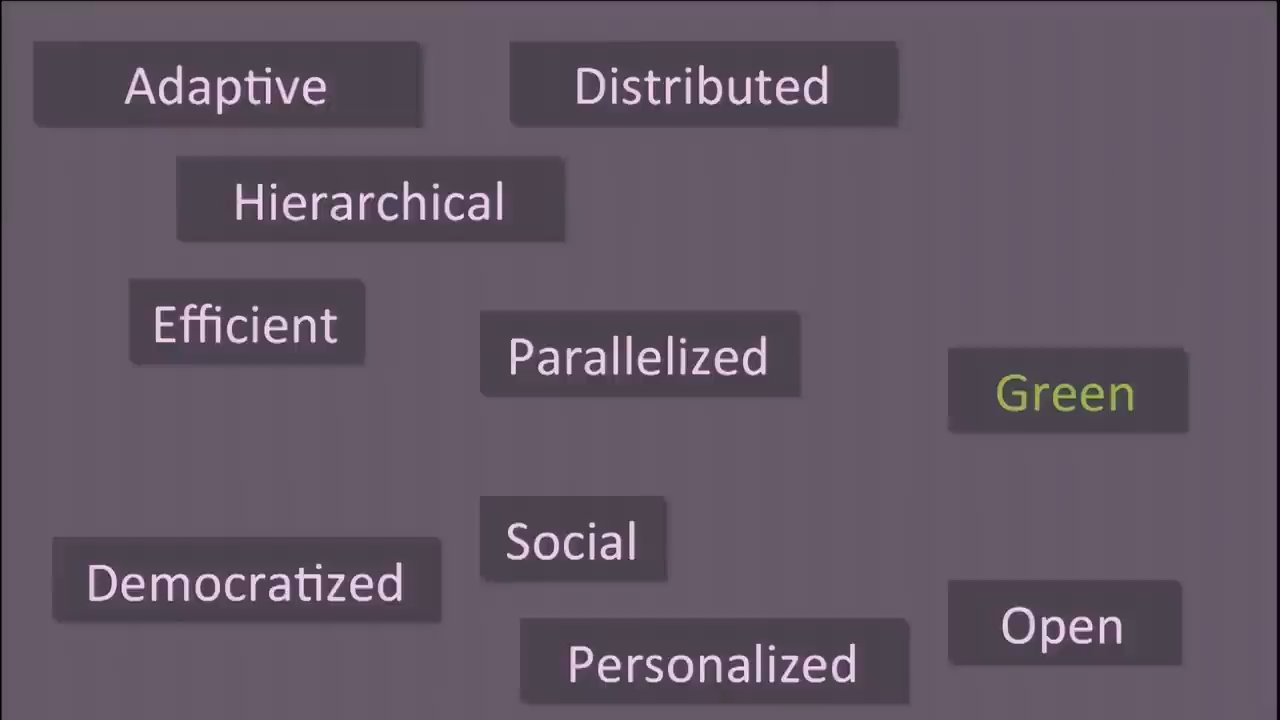 Adaptive
Distributed
Hierarchical
Efficient
Parallelized
Green
Social
Democratized
Open
Personalized